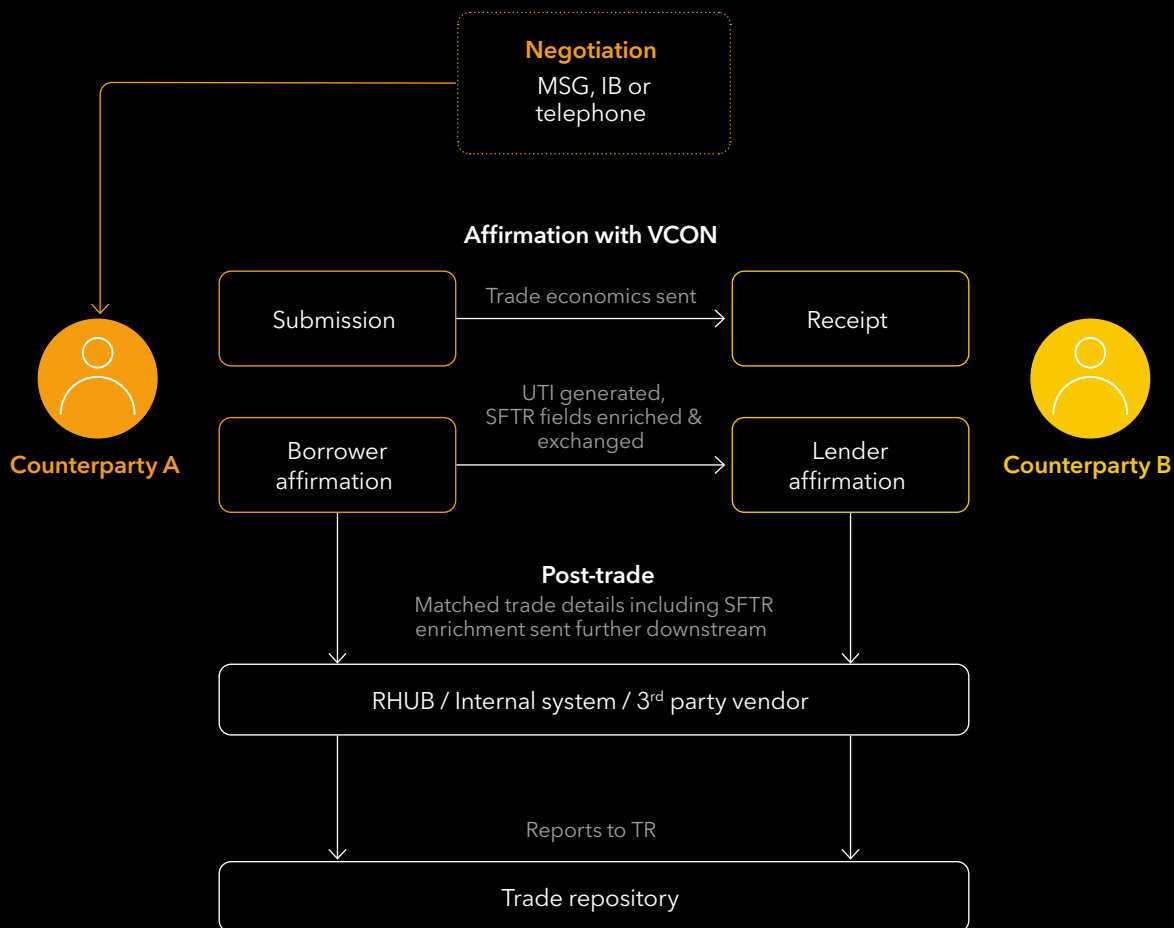 Negotiation
MSG, IB or
telephone
Affirmation with VCON
Submission
Trade economics sent
Receipt
UTI generated,
SFTR fields enriched &
exchanged
Counterparty A
Borrower
affirmation
Lender
affirmation
Counterparty B
Post-trade
Matched trade details including SFTR
enrichment sent further downstream
RHUB / Internal system / 3rd party vendor
Reports to TR
Trade repository